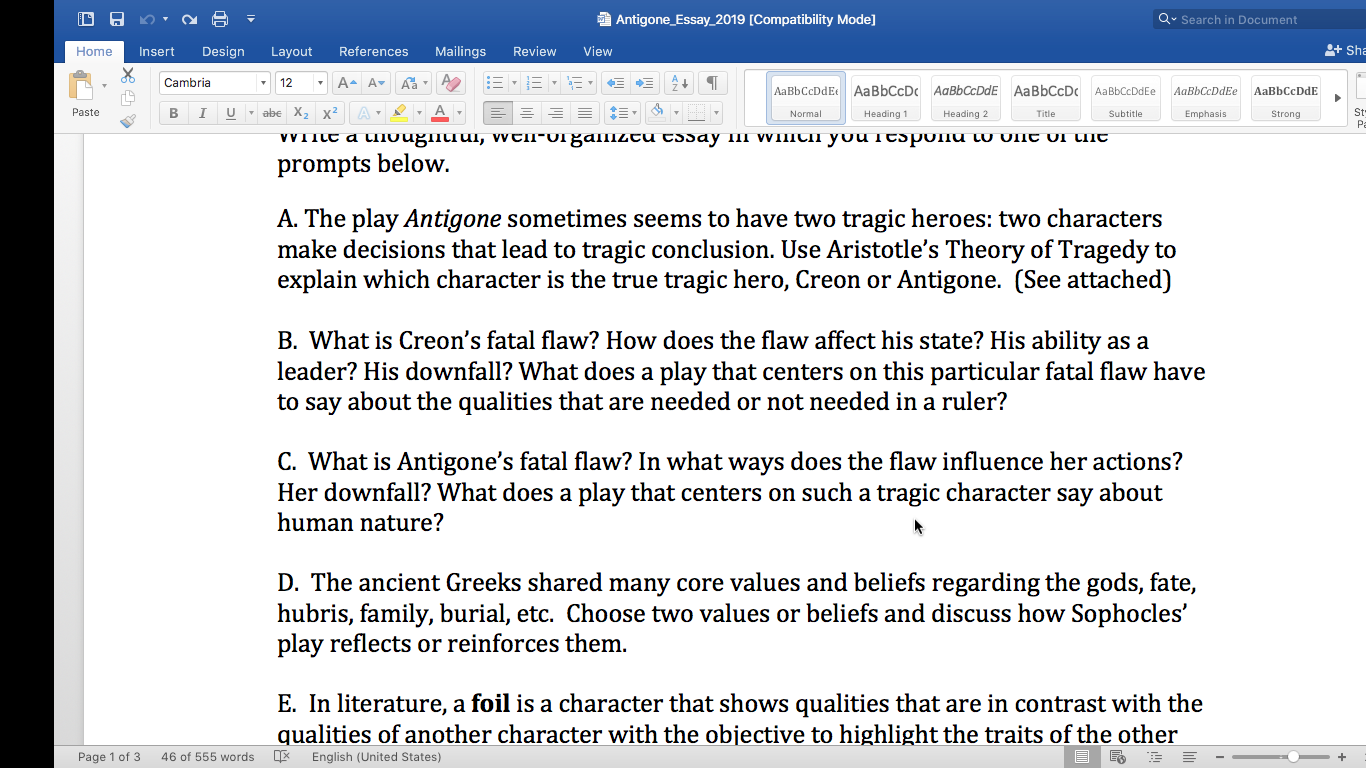 Antigone_Essay_2019 [Compatibility Mode]
Search in Document
Home Insert Design Layout References Mailings Review View
Paste
Cambria 12
B I U abc X2 X2 A A
AaBbCcDdEe AaBbCcDc AaBbCcDdE AaBbCcDc AaBbCcDdEe AaBbCcDdEe AaBbCcDdE
Normal Heading 1 Heading 2 Title Subtitle Emphasis Strong
Write a thoughtful, well-organized essay in which you respond to one of the
prompts below.
A. The play Antigone sometimes seems to have two tragic heroes: two characters
make decisions that lead to tragic conclusion. Use Aristotle’s Theory of Tragedy to
explain which character is the true tragic hero, Creon or Antigone. (See attached)
B. What is Creon’s fatal flaw? How does the flaw affect his state? His ability as a
leader? His downfall? What does a play that centers on this particular fatal flaw have
to say about the qualities that are needed or not needed in a ruler?
C. What is Antigone’s fatal flaw? In what ways does the flaw influence her actions?
Her downfall? What does a play that centers on such a tragic character say about
human nature?
D. The ancient Greeks shared many core values and beliefs regarding the gods, fate,
hubris, family, burial, etc. Choose two values or beliefs and discuss how Sophocles’
play reflects or reinforces them.
E. In literature, a foil is a character that shows qualities that are in contrast with the
qualities of another character with the objective to highlight the traits of the other
Page 1 of 3 46 of 555 words English (United States)